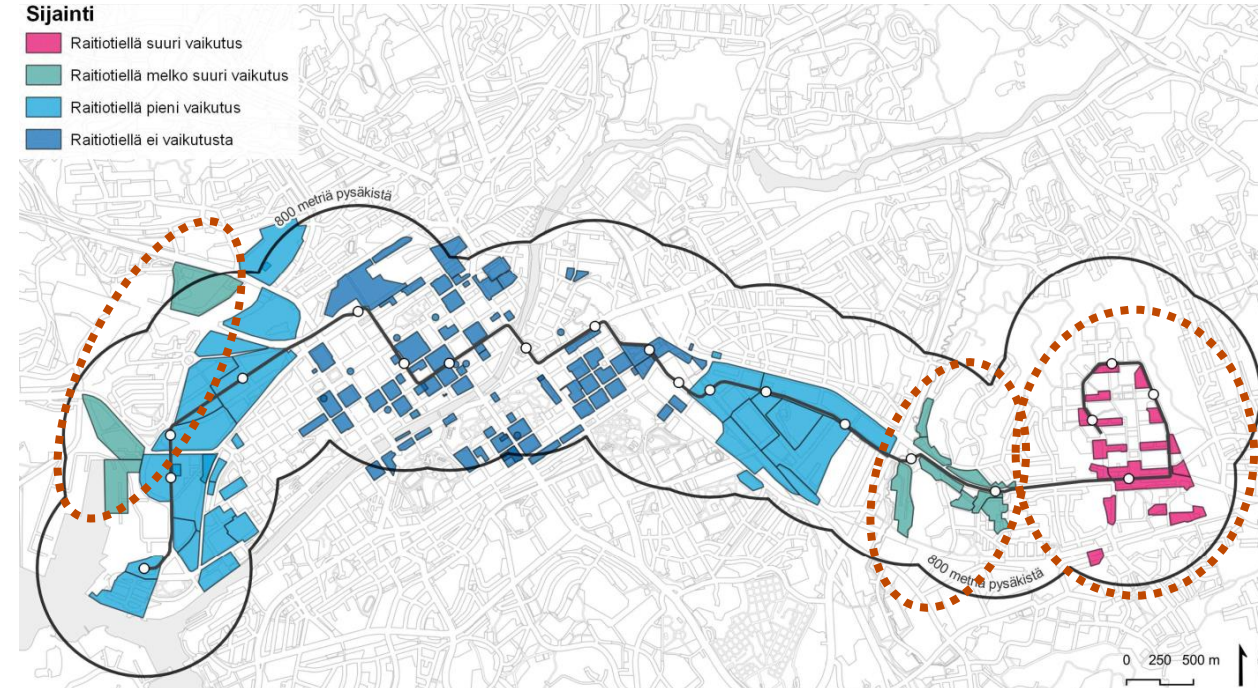 Sijainti
Raitiotiellä suuri vaikutus
Raitiotiellä melko suuri vaikutus
Raitiotiellä pieni vaikutus
Raitiotiellä ei vaikutusta
800 metriä pysäkistä
800 metriä pysäkistä
0 250 500 m